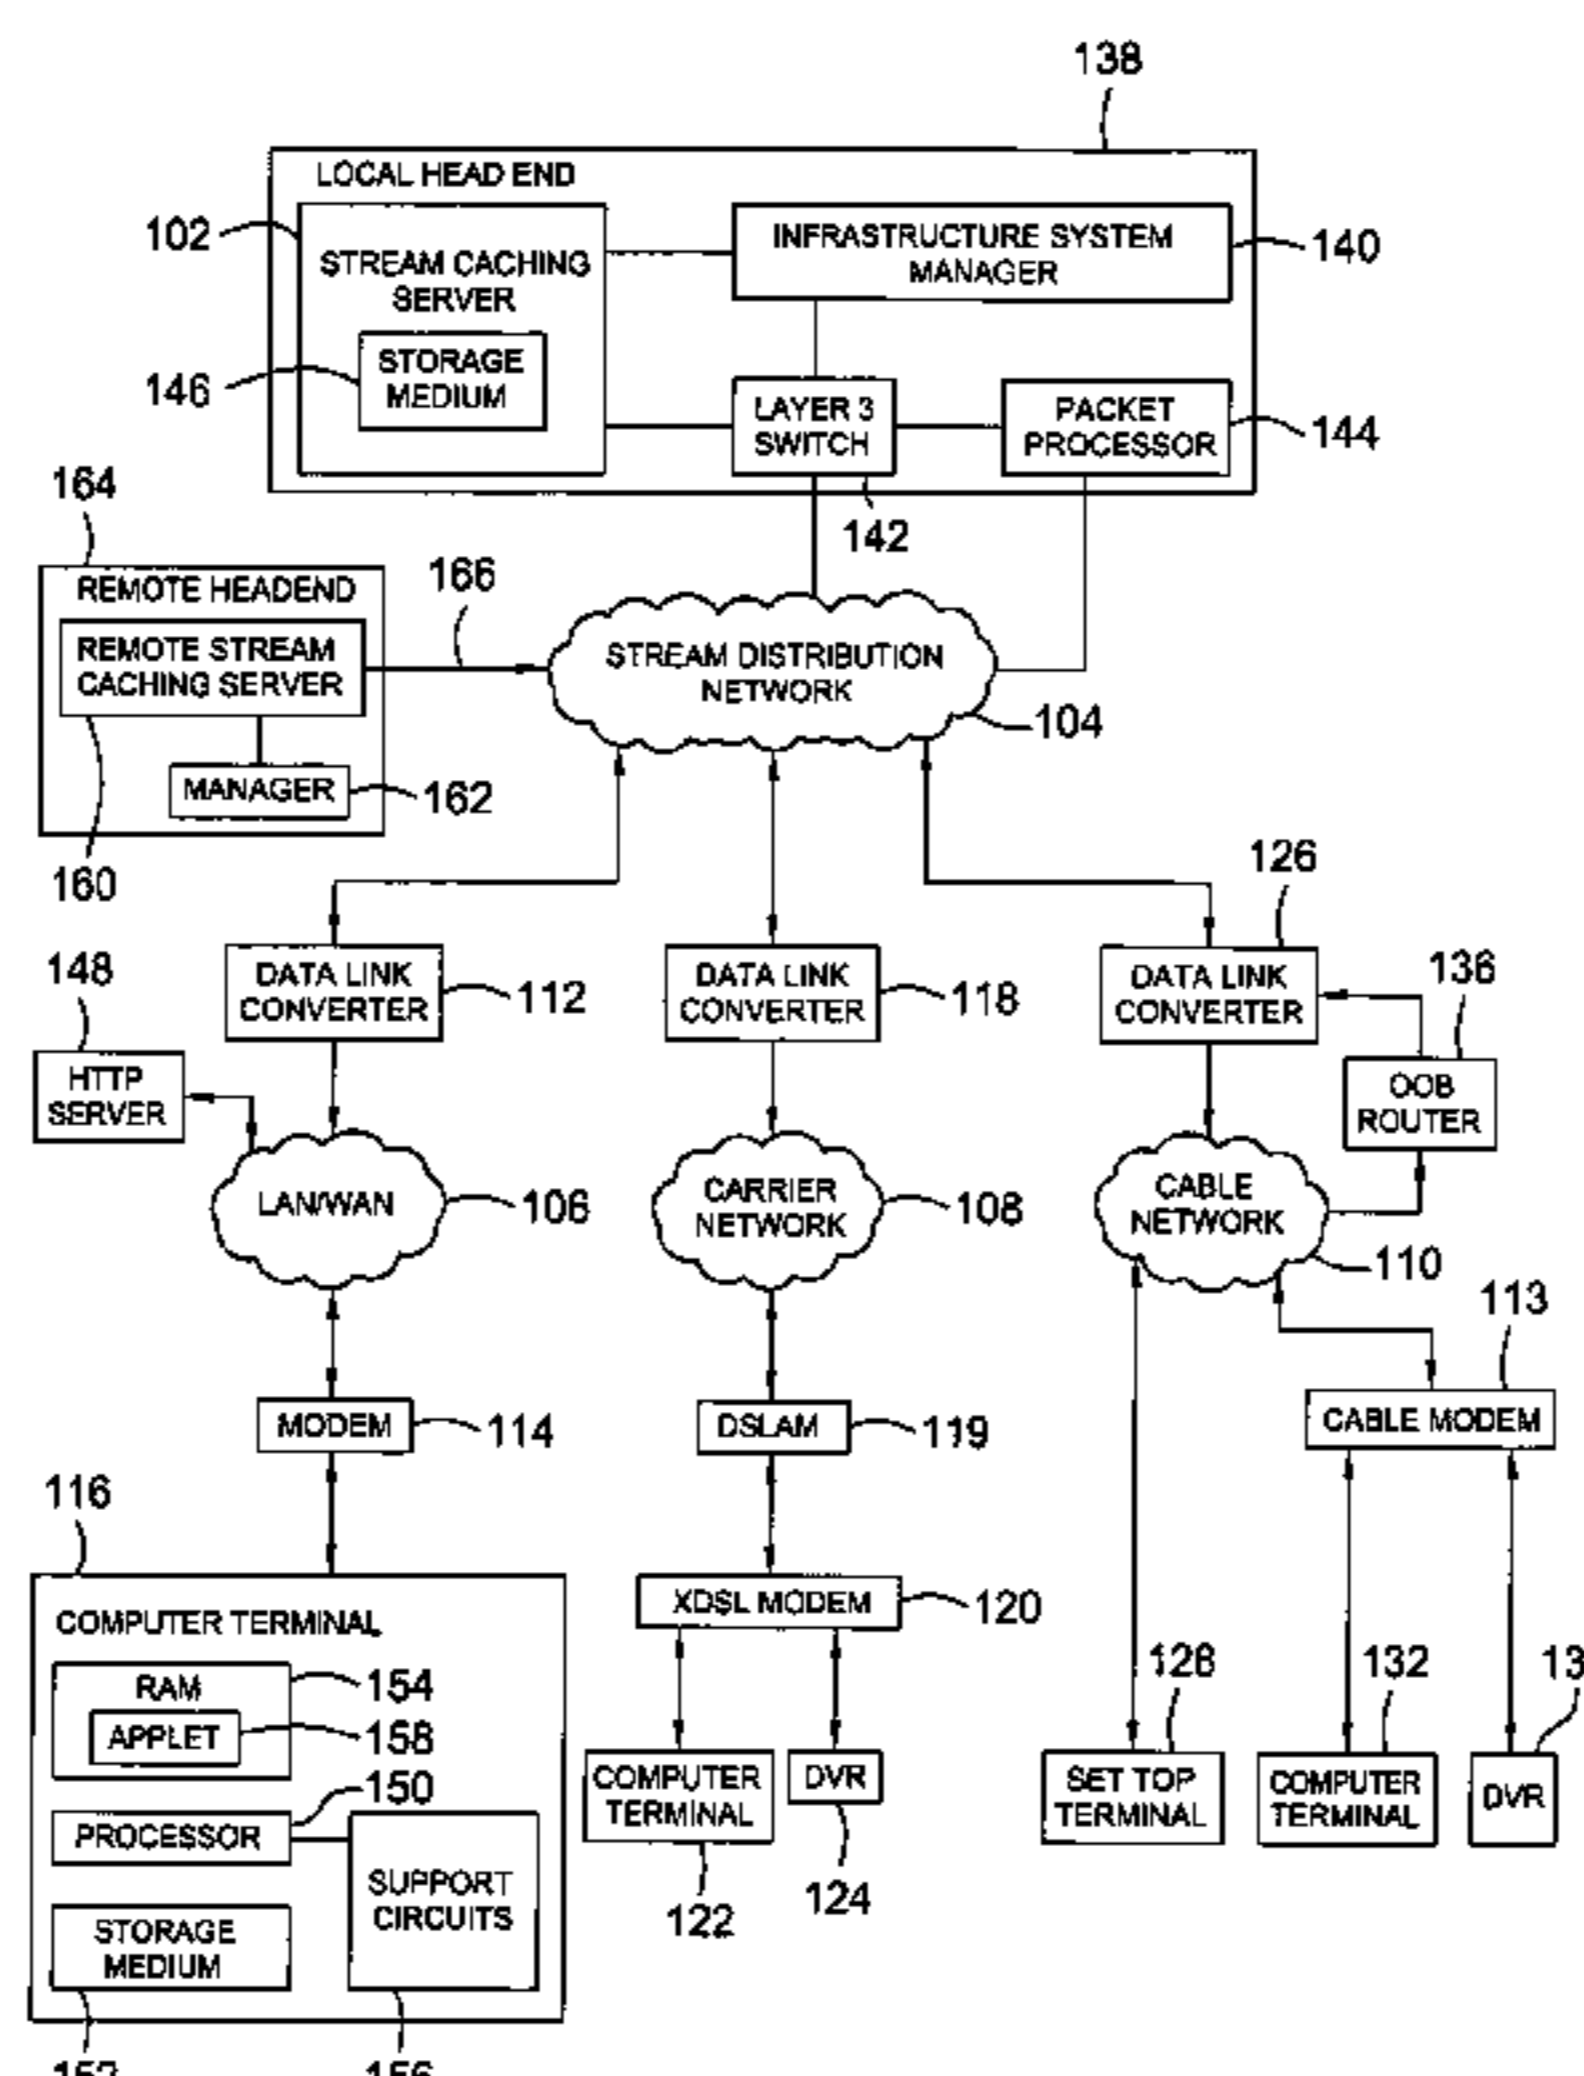 138
LOCAL HEAD END
102
STREAM CACHING
SERVER
INFRASTRUCTURE SYSTEM
MANAGER
140
146
STORAGE
MEDIUM
LAYER 3
SWITCH
PACKET
PROCESSOR
144
142
164
REMOTE HEADEND
REMOTE STREAM
CACHING SERVER
166
STREAM DISTRIBUTION
NETWORK
104
MANAGER
162
160
126
148
DATA LINK
CONVERTER
112
DATA LINK
CONVERTER
118
DATA LINK
CONVERTER
136
HTTP
SERVER
OOB
ROUTER
LAN/WAN
106
CARRIER
NETWORK
108
CABLE
NETWORK
110
113
MODEM
114
DSLAM
119
CABLE MODEM
116
COMPUTER TERMINAL
XDSL MODEM
120
RAM
154
APPLET
158
128
132
13
150
PROCESSOR
COMPUTER
TERMINAL
DVR
SET TOP
TERMINAL
COMPUTER
TERMINAL
DVR
SUPPORT
CIRCUITS
122
124
STORAGE
MEDIUM
156